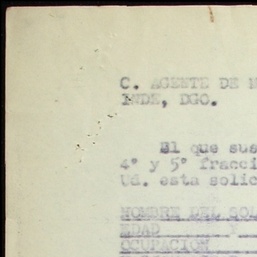 C. AGENTE DE M
INDE, DGO.
El que sus
4° y 5° fracci
Ud. esta solic
NOMBRE DEL SOL
EDAD Y
OCUPACION